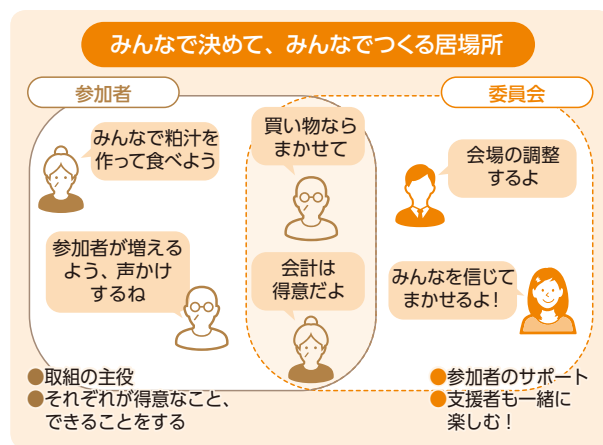 みんなで決めて、みんなでつくる居場所
参加者
委員会
みんなで粕汁を
作って食べよう
買い物なら
まかせて
会場の調整
するよ
参加者が増える
よう、声かけ
するね
会計は
得意だよ
みんなを信じて
まかせるよ!
●取組の主役
●それぞれが得意なこと、
できることをする
●参加者のサポート
●支援者も一緒に
楽しむ!